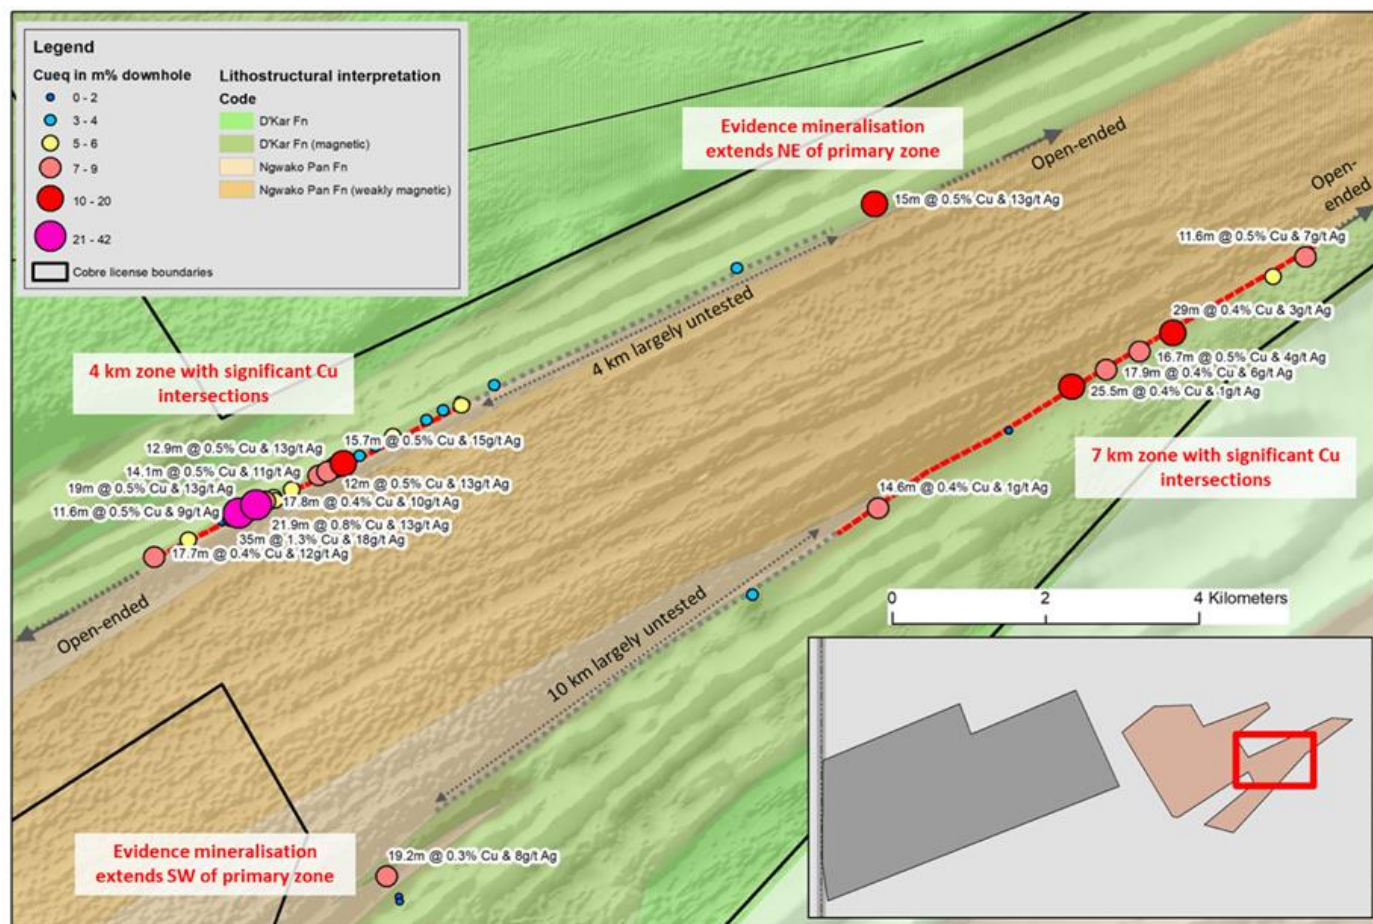 Legend
Cueq in m% downhole
0 - 2
3 - 4
5 - 6
7 - 9
10 - 20
21 - 42
Cobre license boundaries
Lithostructural interpretation
Code
D'Kar Fn
D'Kar Fn (magnetic)
Ngwako Pan Fn
Ngwako Pan Fn (weakly magnetic)
Evidence mineralisation
extends NE of primary zone
Open-ended
Open-
ended
15m @ 0.5% Cu & 13g/t Ag
11.6m @ 0.5% Cu & 7g/t Ag
4 km largely untested
29m @ 0.4% Cu & 3g/t Ag
16.7m @ 0.5% Cu & 4g/t Ag
17.9m @ 0.4% Cu & 6g/t Ag
25.5m @ 0.4% Cu & 1g/t Ag
4 km zone with significant Cu
intersections
12.9m @ 0.5% Cu & 13g/t Ag
15.7m @ 0.5% Cu & 15g/t Ag
14.1m @ 0.5% Cu & 11g/t Ag
12m @ 0.5% Cu & 13g/t Ag
19m @ 0.5% Cu & 13g/t Ag
17.8m @ 0.4% Cu & 10g/t Ag
11.6m @ 0.5% Cu & 9g/t Ag
21.9m @ 0.8% Cu & 13g/t Ag
35m @ 1.3% Cu & 18g/t Ag
17.7m @ 0.4% Cu & 12g/t Ag
7 km zone with significant Cu
intersections
14.6m @ 0.4% Cu & 1g/t Ag
Open-ended
10 km largely untested
0 2 4 Kilometers
Evidence mineralisation
extends SW of primary zone
19.2m @ 0.3% Cu & 8g/t Ag